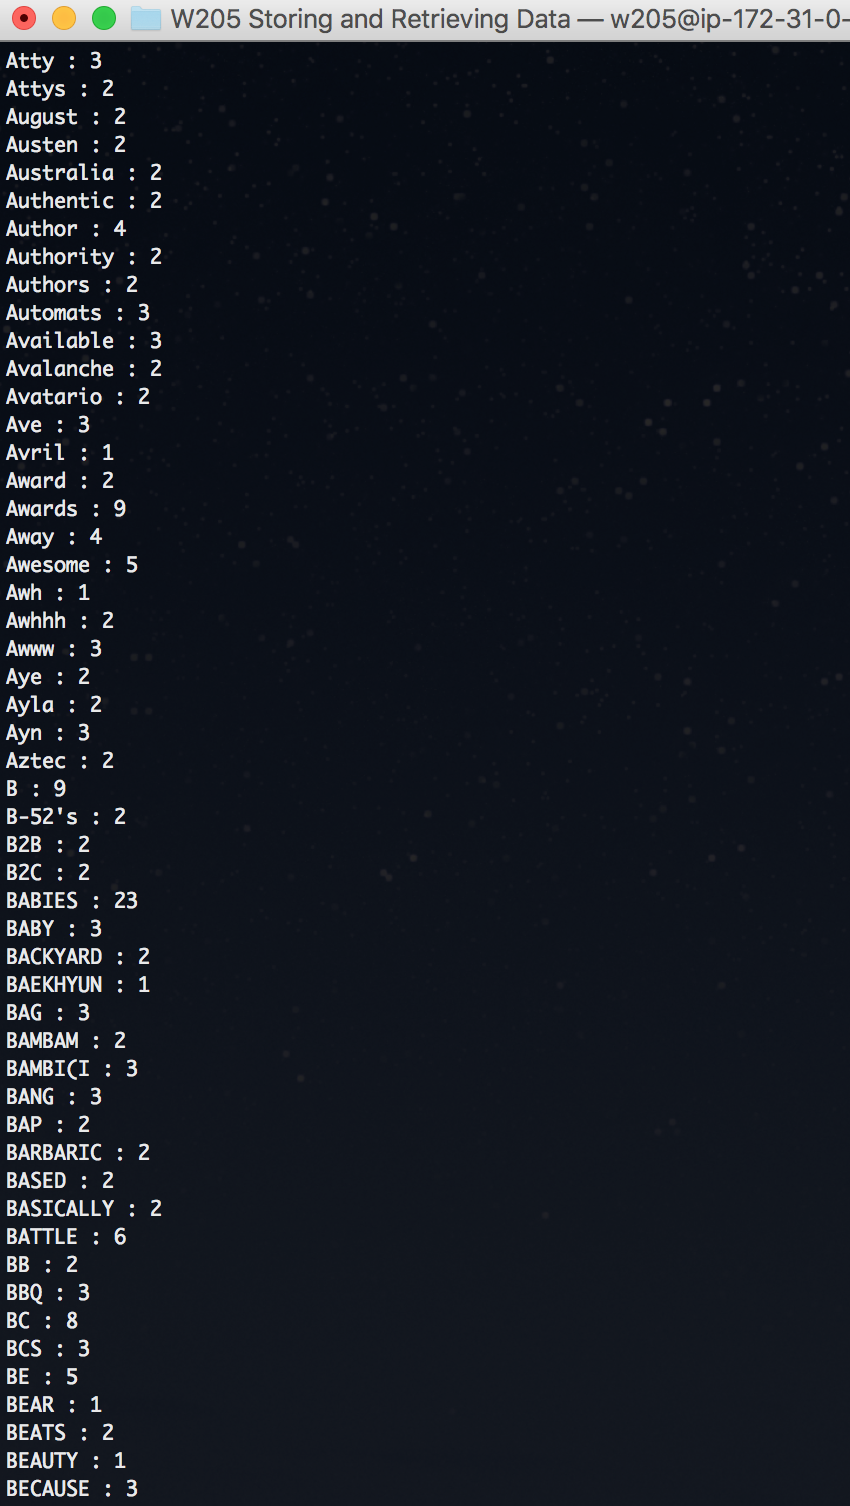 W205 Storing and Retrieving Data — w205@ip-172-31-0-
Atty : 3
Attys : 2
August : 2
Austen : 2
Australia : 2
Authentic : 2
Author : 4
Authority : 2
Authors : 2
Automats : 3
Available : 3
Avalanche : 2
Avatario : 2
Ave : 3
Avril : 1
Award : 2
Awards : 9
Away : 4
Awesome : 5
Awh : 1
Awhhh : 2
Awww : 3
Aye : 2
Ayla : 2
Ayn : 3
Aztec : 2
B : 9
B-52's : 2
B2B : 2
B2C : 2
BABIES : 23
BABY : 3
BACKYARD : 2
BAEKHYUN : 1
BAG : 3
BAMBAM : 2
BAMBI(I : 3
BANG : 3
BAP : 2
BARBARIC : 2
BASED : 2
BASICALLY : 2
BATTLE : 6
BB : 2
BBQ : 3
BC : 8
BCS : 3
BE : 5
BEAR : 1
BEATS : 2
BEAUTY : 1
BECAUSE : 3